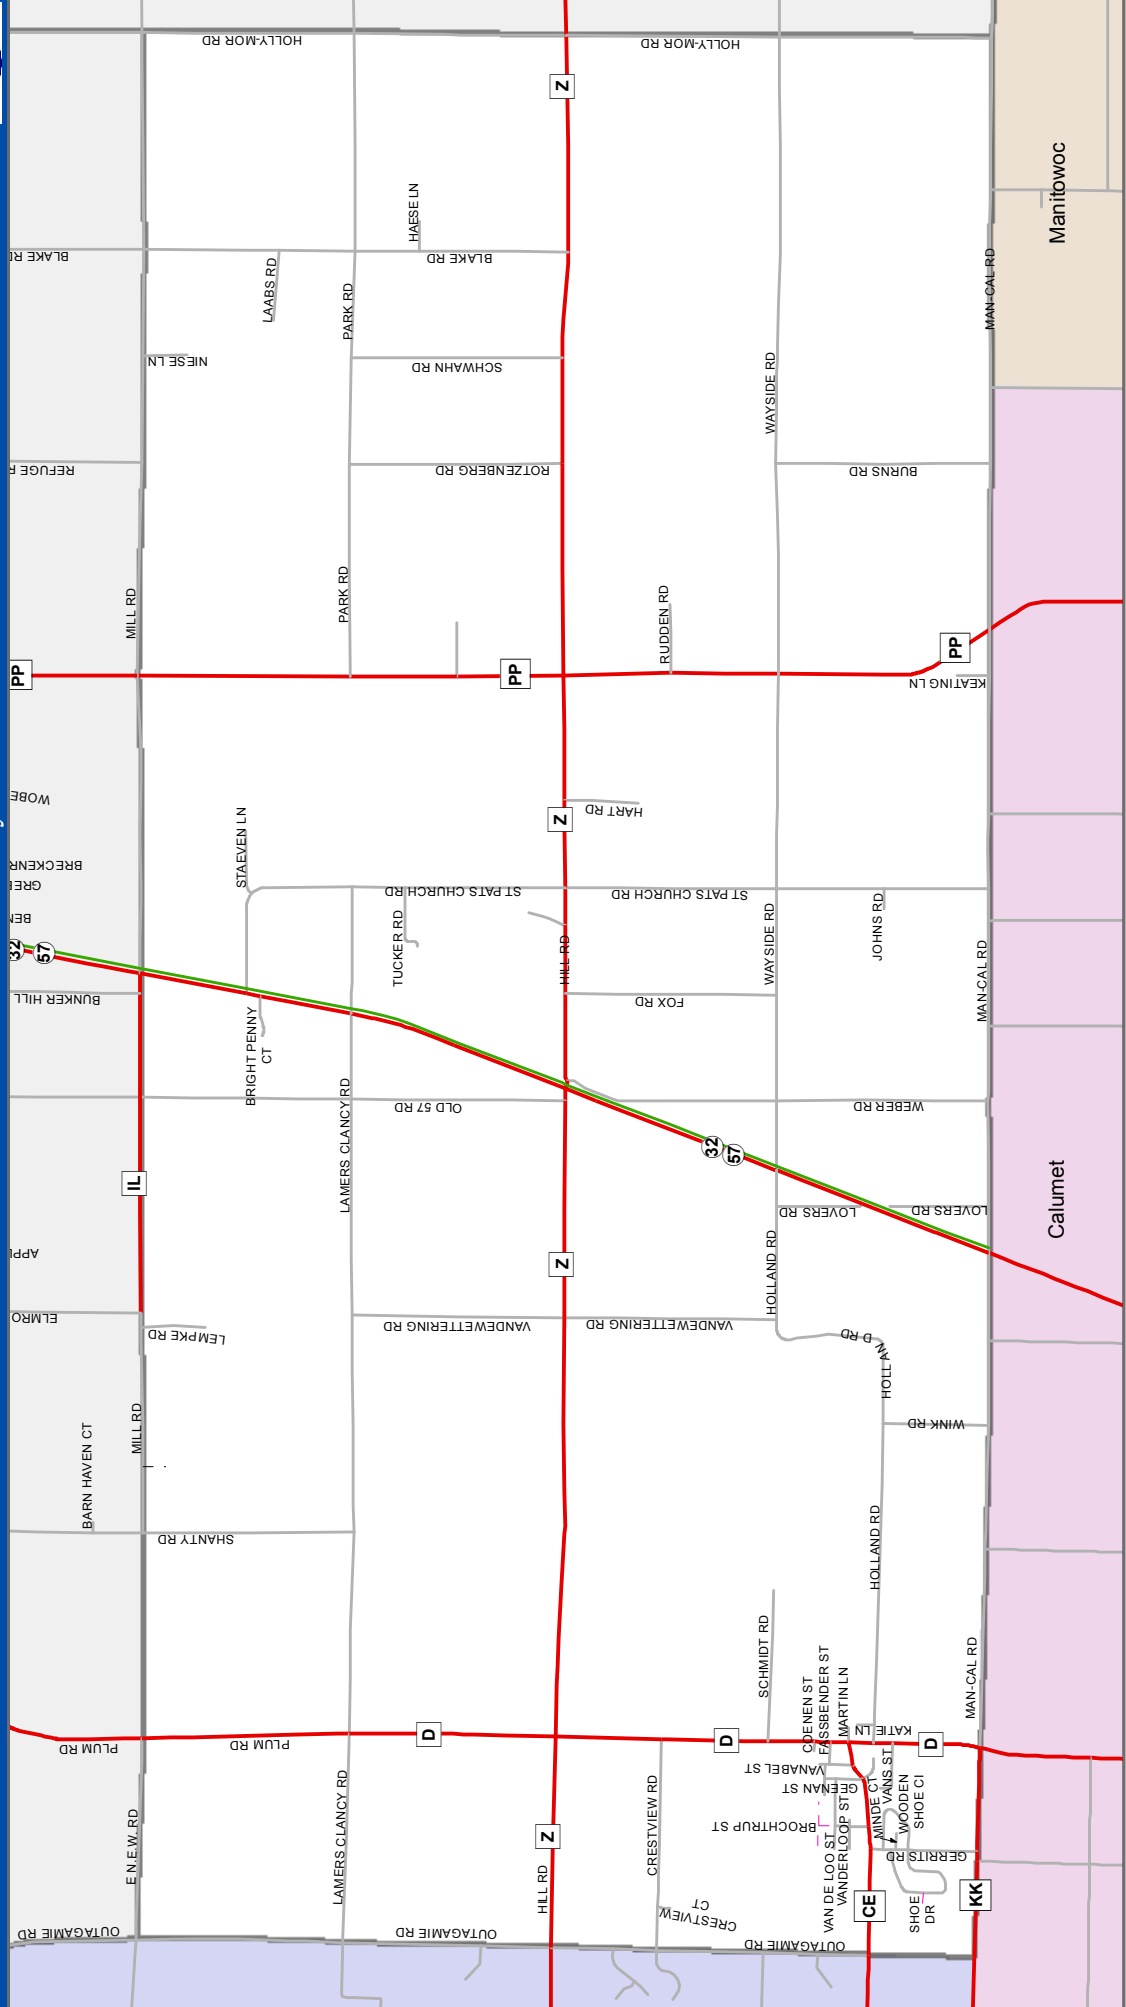 HOLLY-MOR RD
HOLLY-MOR RD
Z
Manitowoc
HAESE LN
BLAKE RD
BLAKE RD
LAABS RD
PARK RD
MAN-CAL RD
NIESE LN
SCHWAHN RD
WAYSIDE RD
REFUGE R
ROTZENBERG RD
BURNS RD
MILL RD
PARK RD
RUDDEN RD
PP
PP
PP
KEATING LN
WOBE
HART RD
Z
STAEVEN LN
BRECKENR
GREE
BEN
ST PATS CHURCH RD
ST PATS CHURCH RD
TUCKER RD
HILL RD
WAYSIDE RD
JOHNS RD
MAN-CAL RD
32
57
BUNKER HILL
FOX RD
BRIGHT PENNY
CT
LAMERS CLANCY RD
OLD 57 RD
WEBER RD
32
57
IL
Calumet
LOVERS RD
LOVERS RD
APPL
Z
HOLLAND RD
ELMRO
LEMPKE RD
VANDEWETTERING RD
VANDEWETTERING RD
HOLLAND RD
BARN HAVEN CT
MILL RD
WINK RD
SHANTY RD
HOLLAND RD
SCHMIDT RD
MAN-CAL RD
COENEN ST
FASSBENDER ST
MARTIN LN
KATIE LN
PLUM RD
PLUM RD
D
D
D
VANABEL ST
GEENAN ST
VANS ST
MINDE CT
WOODEN
SHOE CI
BROCHTRUP ST
E N.E.W. RD
LAMERS CLANCY RD
Z
HILL RD
CRESTVIEW RD
CRESTVIEW
CT
VAN DE LOO ST
VANDERLOOP ST
GERRITS RD
CE
SHOE
DR
KK
OUTAGAMIE RD
OUTAGAMIE RD
OUTAGAMIE RD